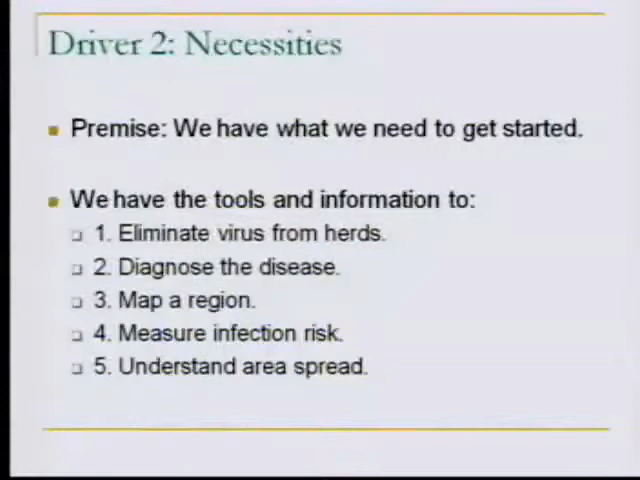 Driver 2: Necessities
Premise: We have what we need to get started.
We have the tools and information to:
1. Eliminate virus from herds.
2. Diagnose the disease.
3. Map a region.
4. Measure infection risk.
5. Understand area spread.